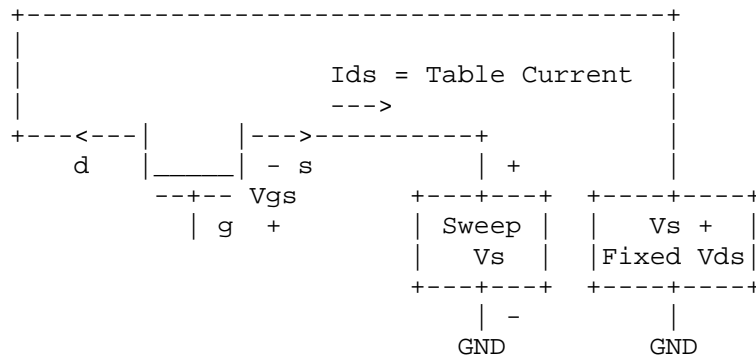 Ids = Table Current
--->
d - s
Vgs
g +
+
Sweep Vs +
Vs Fixed Vds
-
GND GND